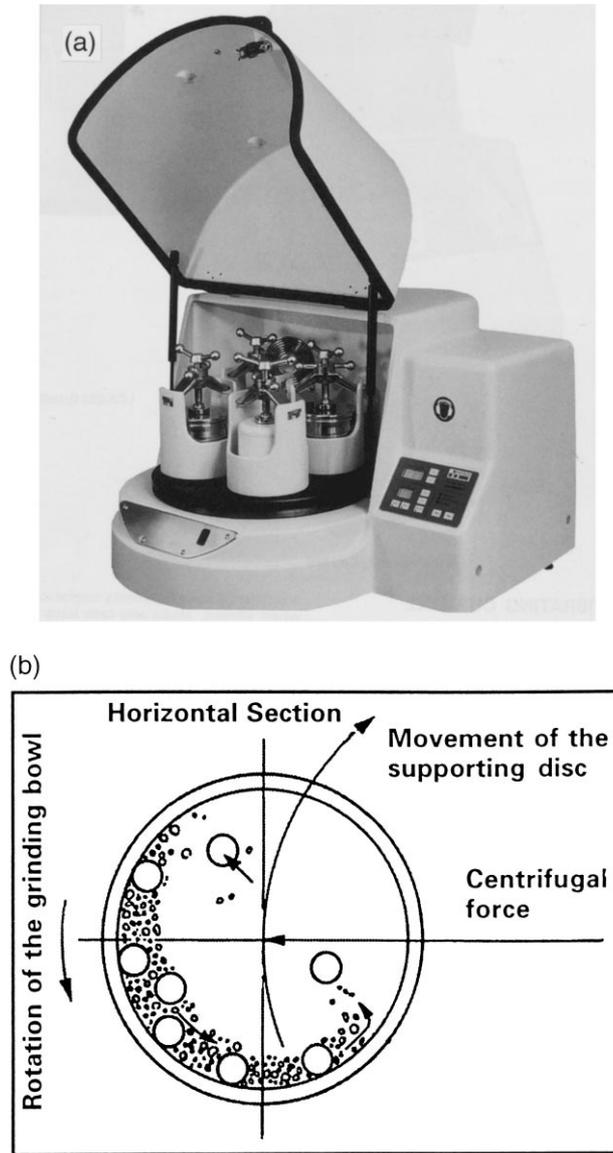 (a)
(b)
Horizontal Section
Movement of the
supporting disc
Centrifugal
force
Rotation of the grinding bowl